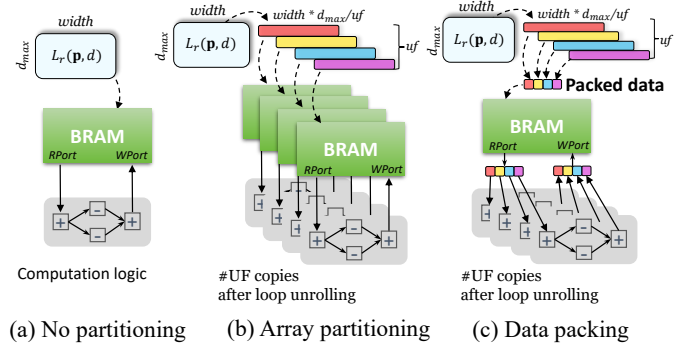 width
d_max
L_r(p, d)
BRAM
RPort
WPort
+
−
−
+
Computation logic
(a) No partitioning
width
d_max
L_r(p, d)
width * d_max/uf
uf
BRAM
RPort
WPort
+
−
−
+
#UF copies
after loop unrolling
(b) Array partitioning
width
d_max
L_r(p, d)
width * d_max/uf
uf
Packed data
BRAM
RPort
WPort
+
−
−
+
#UF copies
after loop unrolling
(c) Data packing